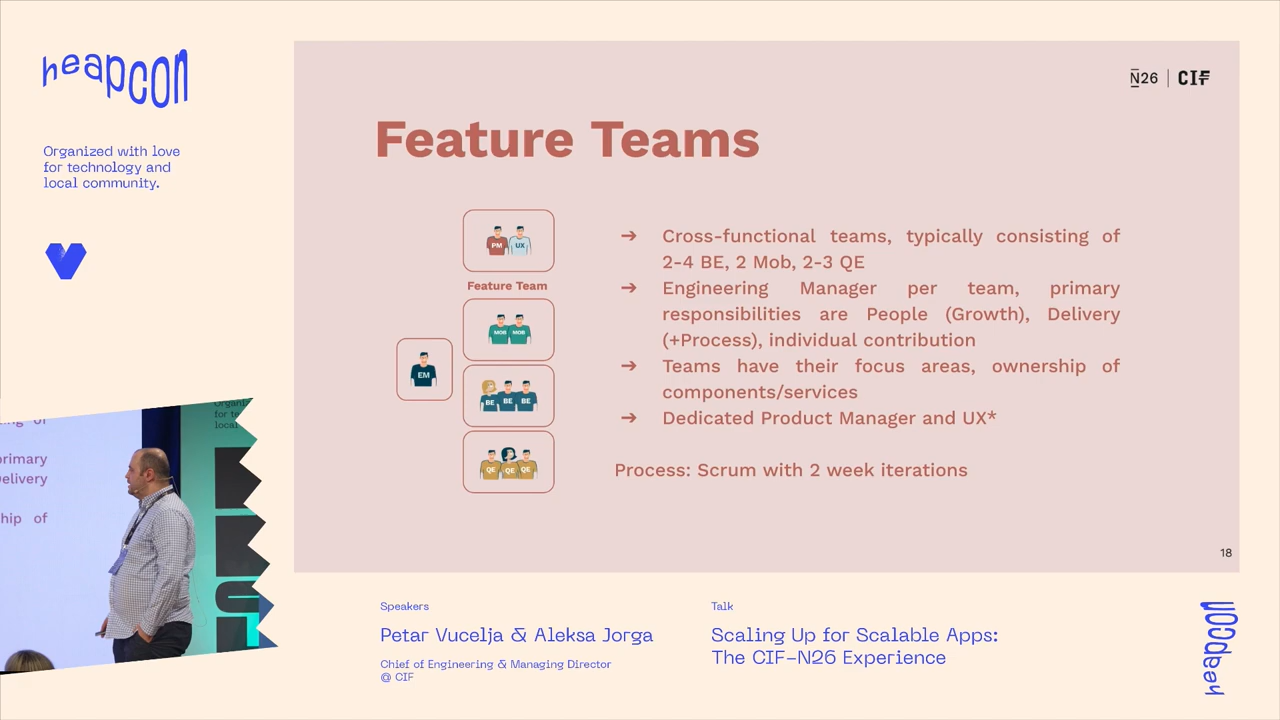 heapcon
Organized with love
for technology and
local community.
N26 | CIF
Feature Teams
PM UX
Feature Team
MOB MOB
EM
BE BE BE
QE QE QE
➔ Cross-functional teams, typically consisting of
2-4 BE, 2 Mob, 2-3 QE
➔ Engineering Manager per team, primary
responsibilities are People (Growth), Delivery
(+Process), individual contribution
➔ Teams have their focus areas, ownership of
components/services
➔ Dedicated Product Manager and UX*
Process: Scrum with 2 week iterations
18
primary
hip of
for te
local
Speakers
Petar Vucelja & Aleksa Jorga
Chief of Engineering & Managing Director
@ CIF
Talk
Scaling Up for Scalable Apps:
The CIF-N26 Experience
heapcon